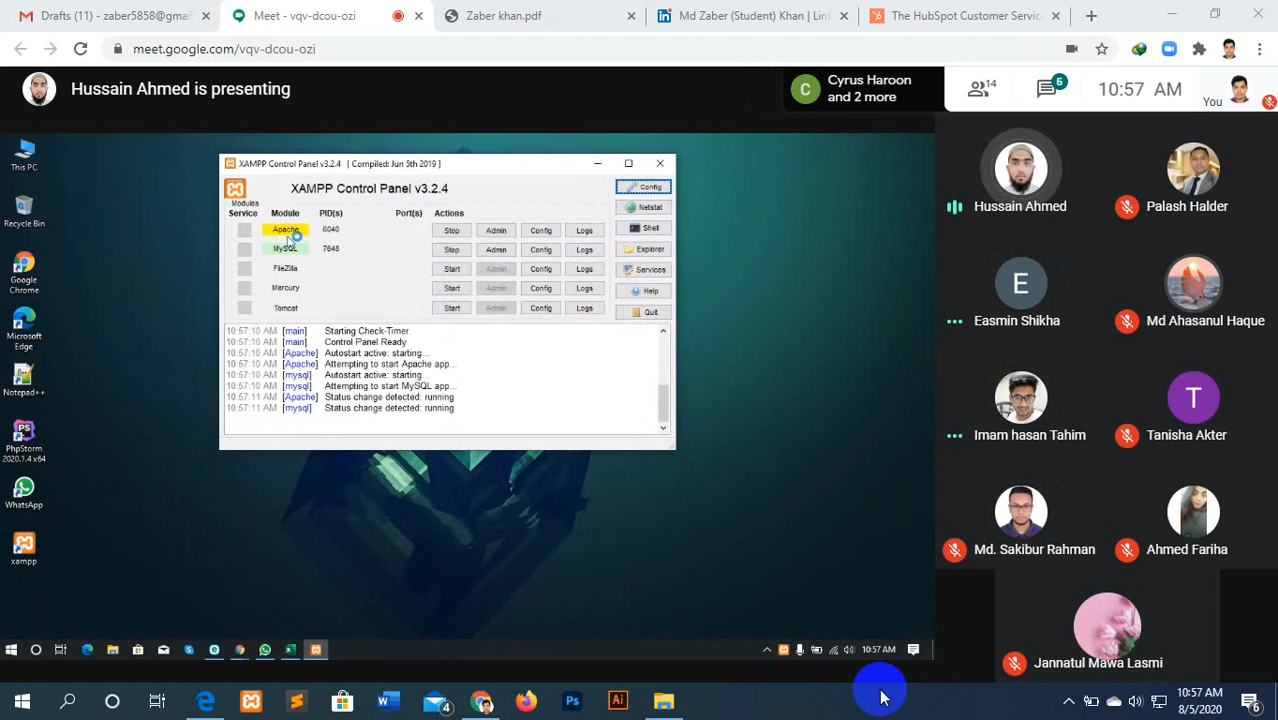 Drafts (11) - zaber5858@gmail
Meet - vqv-dcou-ozi
Zaber khan.pdf
Md Zaber (Student) Khan | Lin
The HubSpot Customer Servic
meet.google.com/vqv-dcou-ozi
Hussain Ahmed is presenting
C
Cyrus Haroon
and 2 more
14
5
10:57 AM
You
This PC
Recycle Bin
Google
Chrome
Microsoft
Edge
Notepad++
PhpStorm
2020.1.4 x64
WhatsApp
xampp
XAMPP Control Panel v3.2.4 [ Compiled: Jun 5th 2019 ]
XAMPP Control Panel v3.2.4
Modules
Service Module PID(s) Port(s) Actions
Apache 6040 Stop Admin Config Logs
MySQL 7648 Stop Admin Config Logs
FileZilla Start Admin Config Logs
Mercury Start Admin Config Logs
Tomcat Start Admin Config Logs
Config
Netstat
Shell
Explorer
Services
Help
Quit
10:57:10 AM [main] Starting Check-Timer
10:57:10 AM [main] Control Panel Ready
10:57:10 AM [Apache] Autostart active: starting...
10:57:10 AM [Apache] Attempting to start Apache app...
10:57:10 AM [mysql] Autostart active: starting...
10:57:10 AM [mysql] Attempting to start MySQL app...
10:57:11 AM [Apache] Status change detected: running
10:57:11 AM [mysql] Status change detected: running
10:57 AM
Hussain Ahmed
Palash Halder
E
Easmin Shikha
Md Ahasanul Haque
Imam hasan Tahim
T
Tanisha Akter
Md. Sakibur Rahman
Ahmed Fariha
Jannatul Mawa Lasmi
4
Ps
Ai
10:57 AM
8/5/2020
6